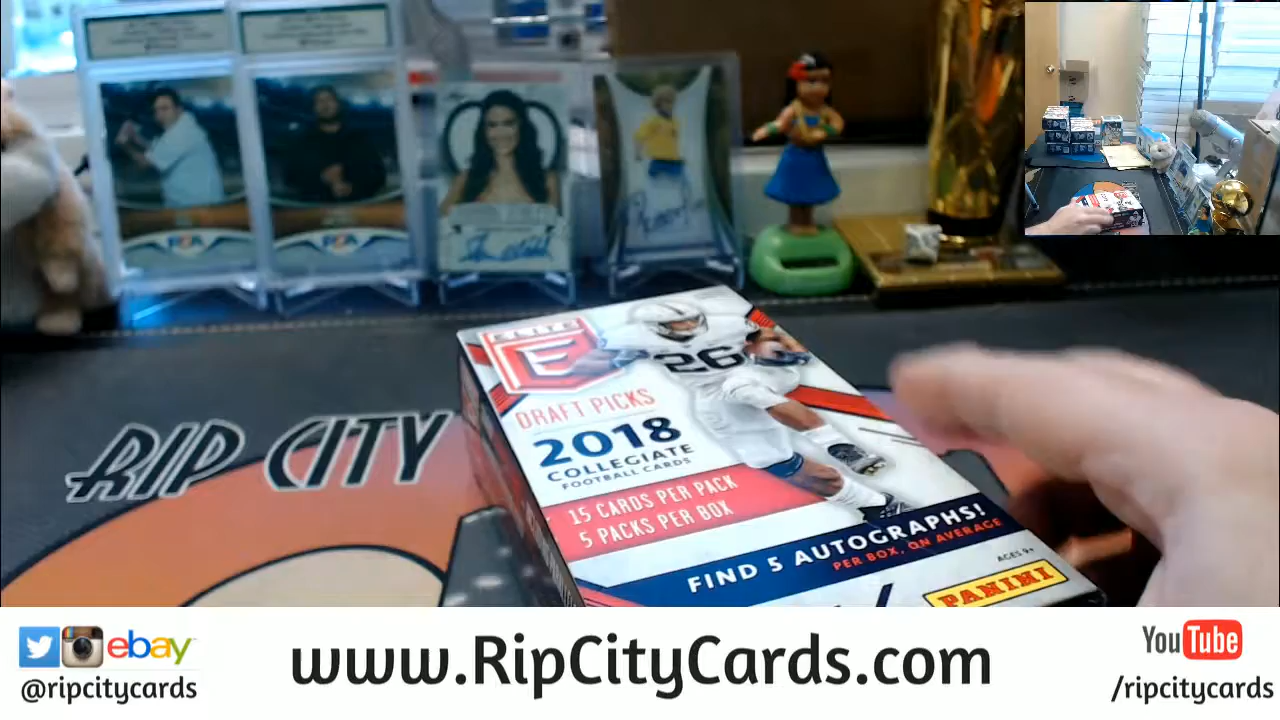 ELITE
E
DRAFT PICKS
26
2018
COLLEGIATE
FOOTBALL CARDS
15 CARDS PER PACK
5 PACKS PER BOX
FIND 5 AUTOGRAPHS!
PER BOX, ON AVERAGE
AGES 9+
PANINI
RIP CITY
ebay
@ripcitycards
www.RipCityCards.com
YouTube
/ripcitycards